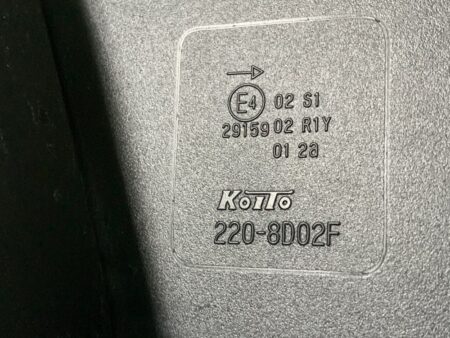 →
E4 02 S1
29159 02 R1Y
01 2a
KOITO
220-8D02F